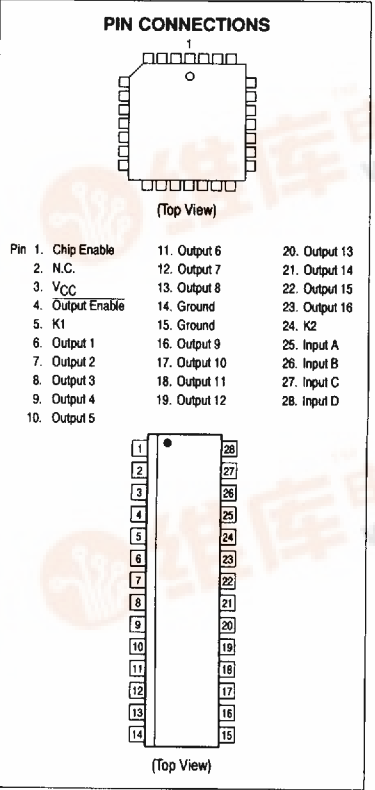 PIN CONNECTIONS
1
(Top View)
Pin 1. Chip Enable
2. N.C.
3. VCC
4. Output Enable
5. K1
6. Output 1
7. Output 2
8. Output 3
9. Output 4
10. Output 5
11. Output 6
12. Output 7
13. Output 8
14. Ground
15. Ground
16. Output 9
17. Output 10
18. Output 11
19. Output 12
20. Output 13
21. Output 14
22. Output 15
23. Output 16
24. K2
25. Input A
26. Input B
27. Input C
28. Input D
1 28
2 27
3 26
4 25
5 24
6 23
7 22
8 21
9 20
10 19
11 18
12 17
13 16
14 15
(Top View)
维库
维库